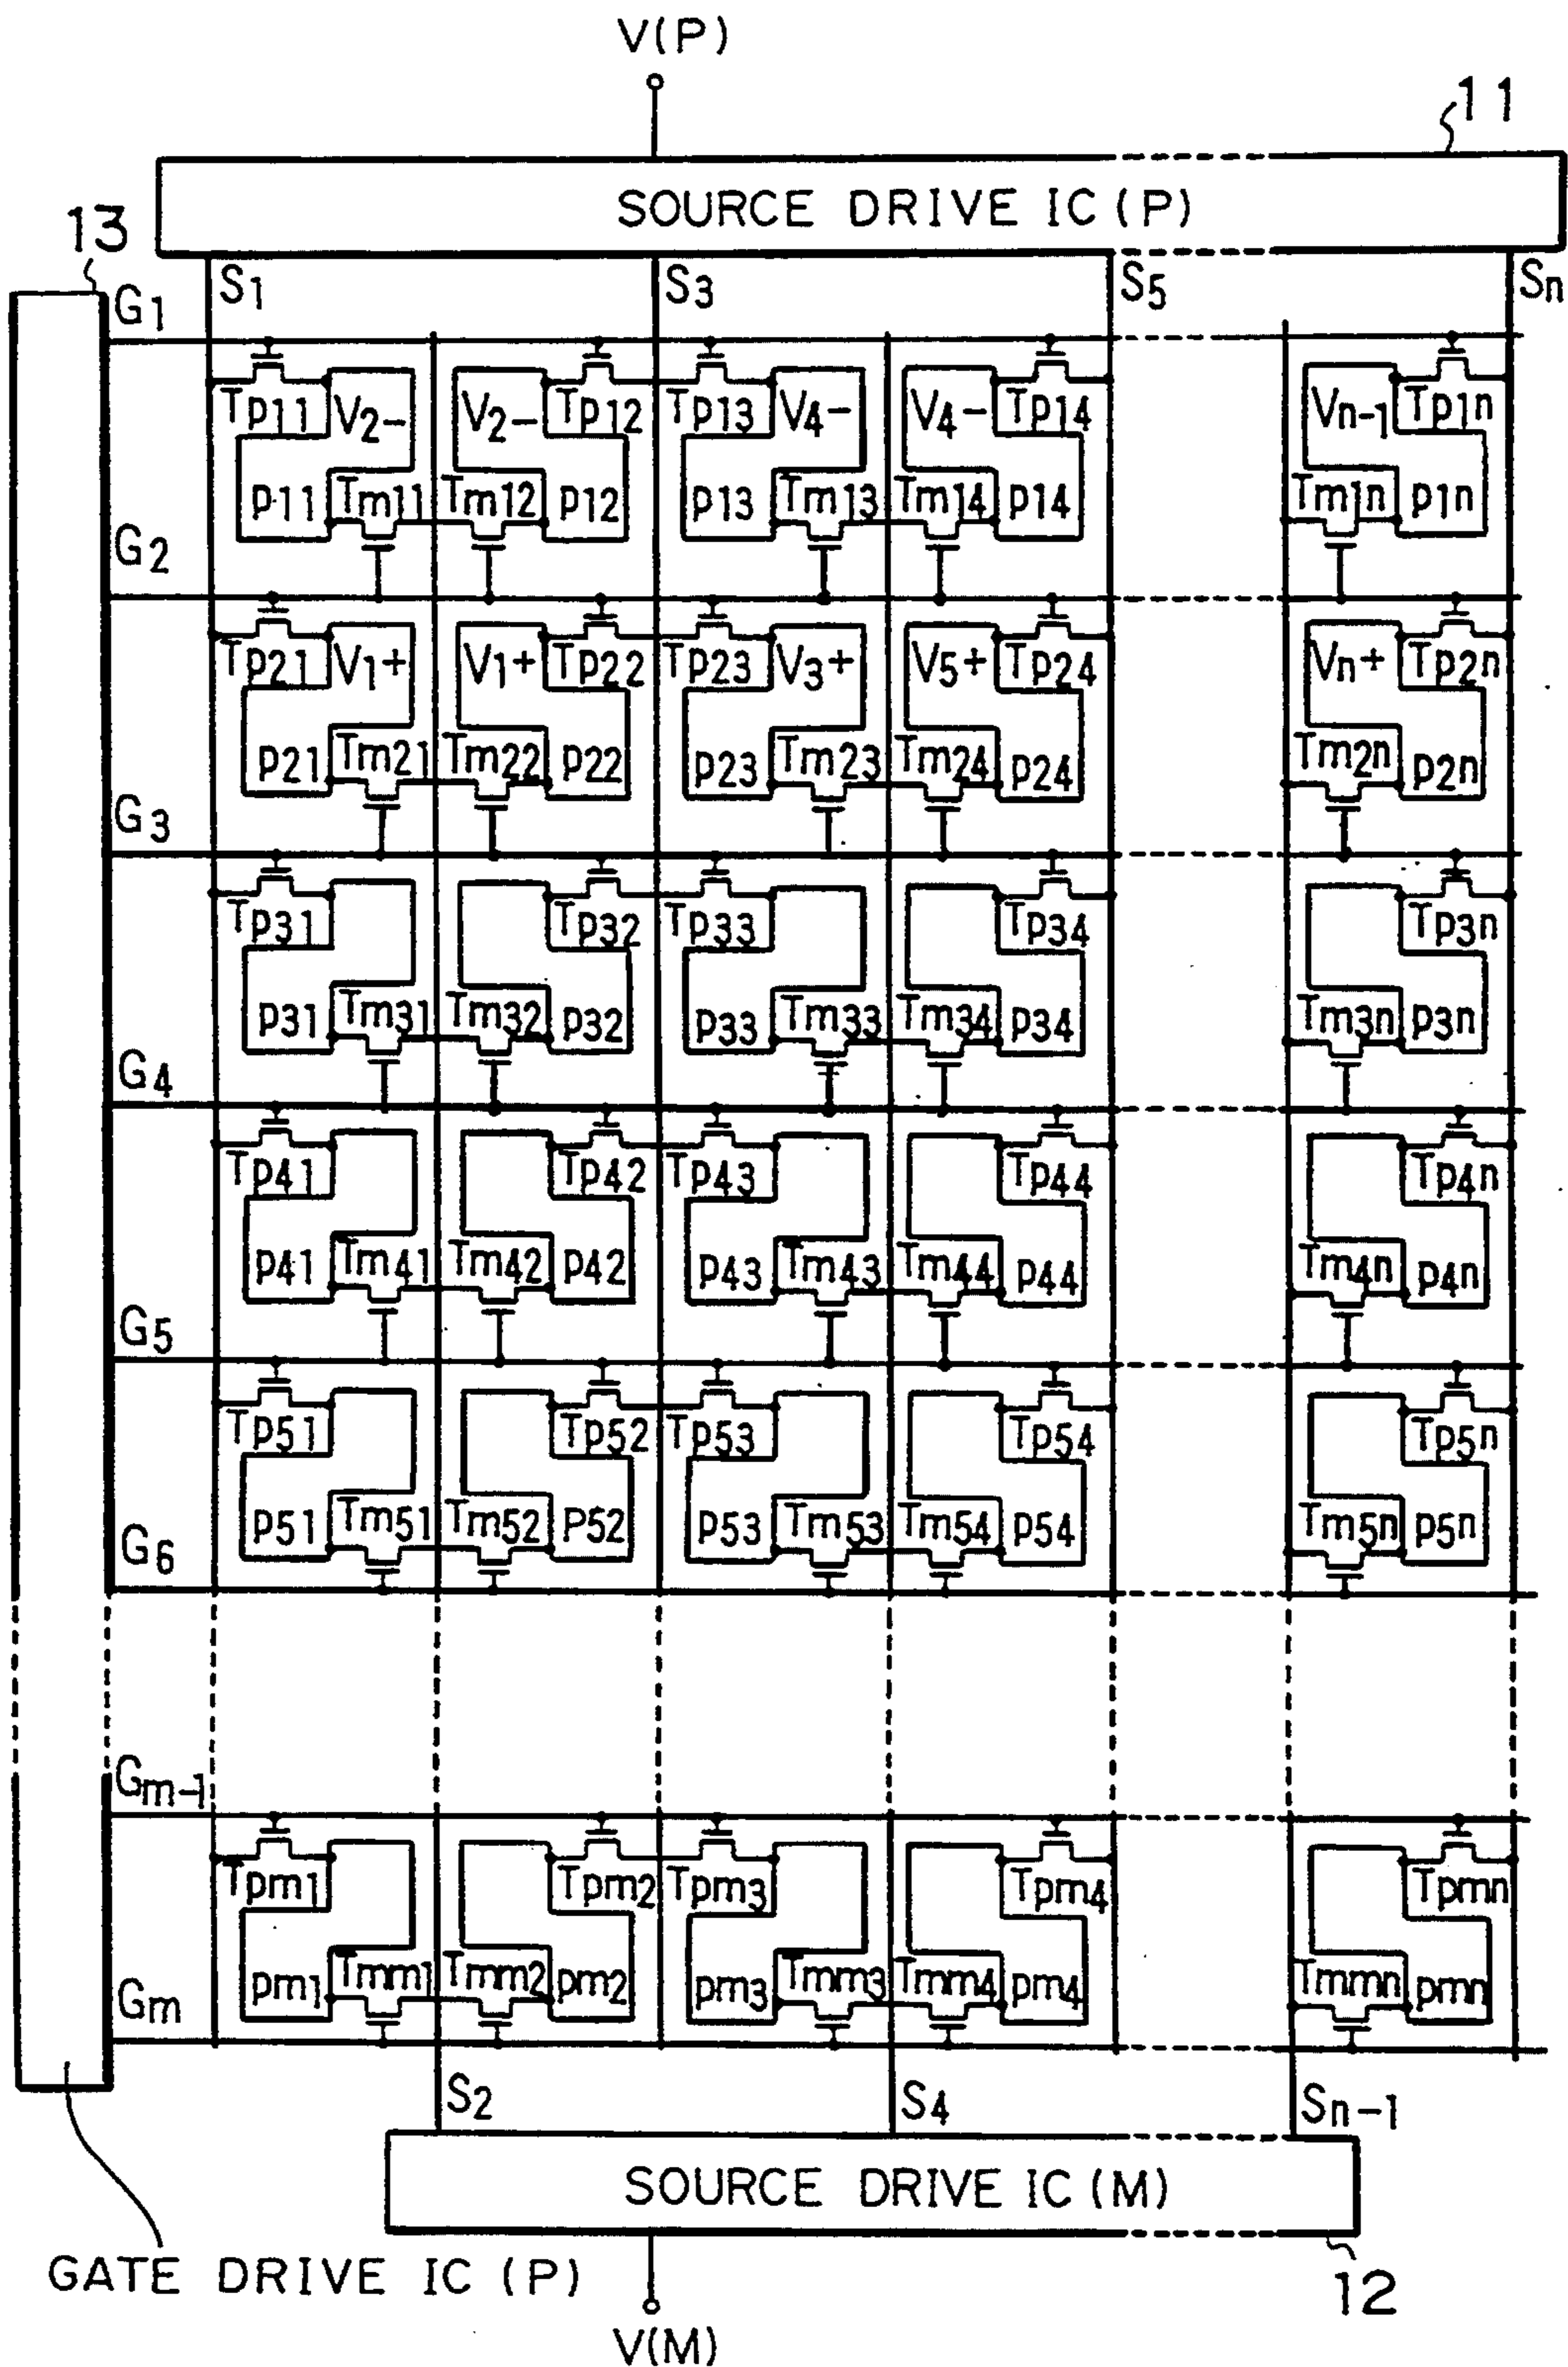 V(P)
11
SOURCE DRIVE IC (P)
13
S1 S3 S5 Sn
G1
Tp11 V2- V2- Tp12 Tp13 V4- V4- Tp14 Vn-1 Tp1n
p11 Tm11 Tm12 p12 p13 Tm13 Tm14 p14 Tm1n p1n
G2
Tp21 V1+ V1+ Tp22 Tp23 V3+ V5+ Tp24 Vn+ Tp2n
p21 Tm21 Tm22 p22 p23 Tm23 Tm24 p24 Tm2n p2n
G3
Tp31 Tp32 Tp33 Tp34 Tp3n
p31 Tm31 Tm32 p32 p33 Tm33 Tm34 p34 Tm3n p3n
G4
Tp41 Tp42 Tp43 Tp44 Tp4n
p41 Tm41 Tm42 p42 p43 Tm43 Tm44 p44 Tm4n p4n
G5
Tp51 Tp52 Tp53 Tp54 Tp5n
p51 Tm51 Tm52 P52 p53 Tm53 Tm54 p54 Tm5n p5n
G6
Gm-1
Tpm1 Tpm2 Tpm3 Tpm4 Tpmn
pm1 Tmm1 Tmm2 pm2 pm3 Tmm3 Tmm4 pm4 Tmmn pmn
Gm
S2 S4 Sn-1
SOURCE DRIVE IC (M)
GATE DRIVE IC (P)
12
V(M)